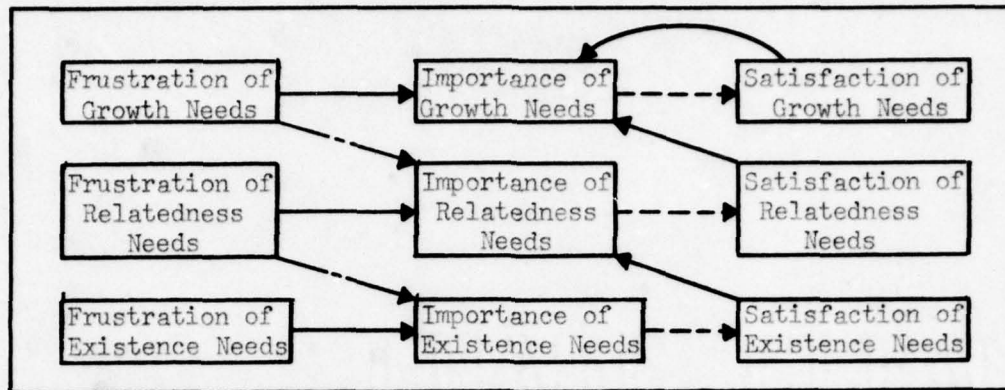 Frustration of
Growth Needs
Importance of
Growth Needs
Satisfaction of
Growth Needs
Frustration of
Relatedness
Needs
Importance of
Relatedness
Needs
Satisfaction of
Relatedness
Needs
Frustration of
Existence Needs
Importance of
Existence Needs
Satisfaction of
Existence Needs